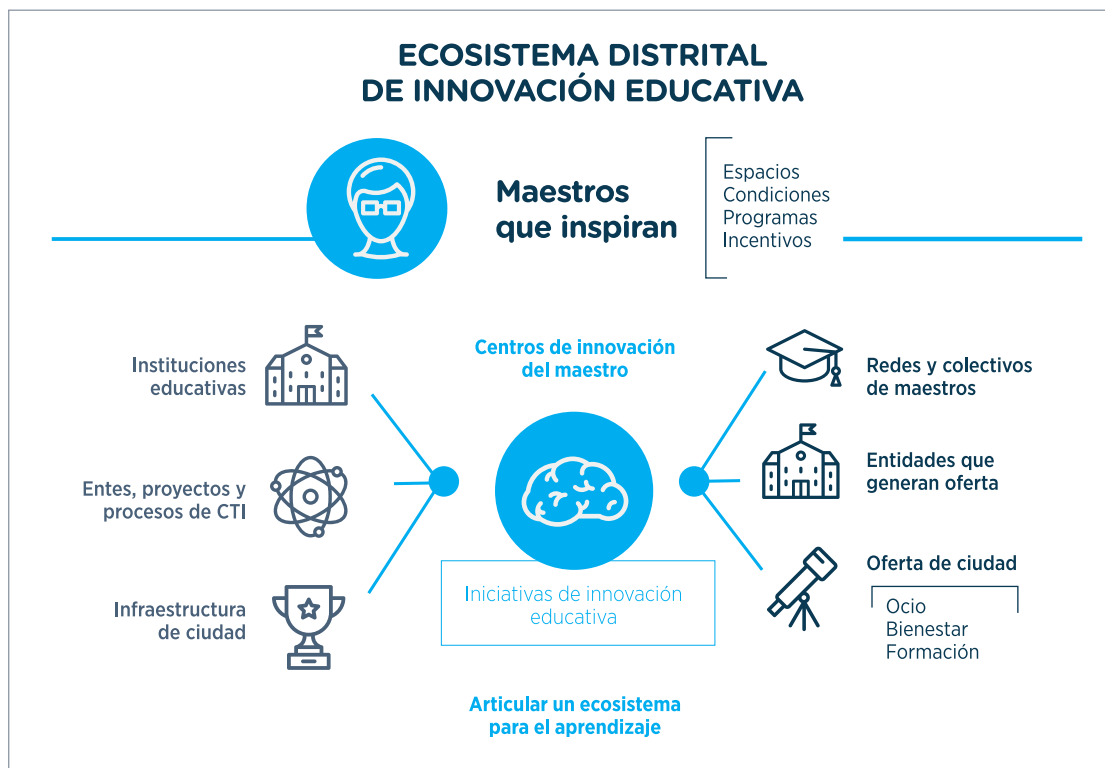 ECOSISTEMA DISTRITAL
DE INNOVACIÓN EDUCATIVA
Maestros
que inspiran
Espacios
Condiciones
Programas
Incentivos
Instituciones
educativas
Entes, proyectos y
procesos de CTI
Infraestructura
de ciudad
Centros de innovación
del maestro
Iniciativas de innovación
educativa
Articular un ecosistema
para el aprendizaje
Redes y colectivos
de maestros
Entidades que
generan oferta
Oferta de ciudad
Ocio
Bienestar
Formación